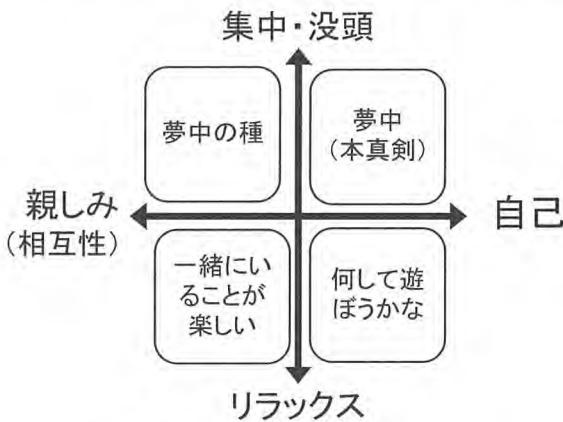 集中・没頭
夢中の種
夢中
(本真剣)
親しみ
(相互性)
自己
一緒にい
ることが
楽しい
何して遊
ぼうかな
リラックス